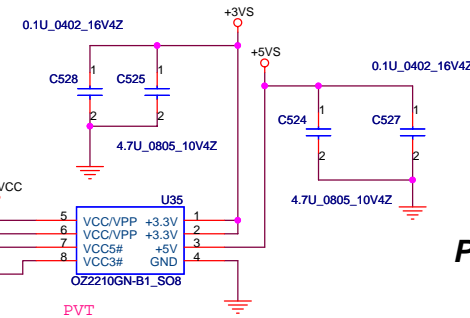 +3VS
0.1U_0402_16V4Z
+5VS
0.1U_0402_16V4Z
C528 1 C525 1
2 2
C524 1 C527 1
2 2
4.7U_0805_10V4Z
4.7U_0805_10V4Z
VCC
U35
5 VCC/VPP +3.3V 1
6 VCC/VPP +3.3V 2
7 VCC5# +5V 3
8 VCC3# GND 4
OZ2210GN-B1_SO8
P
PVT